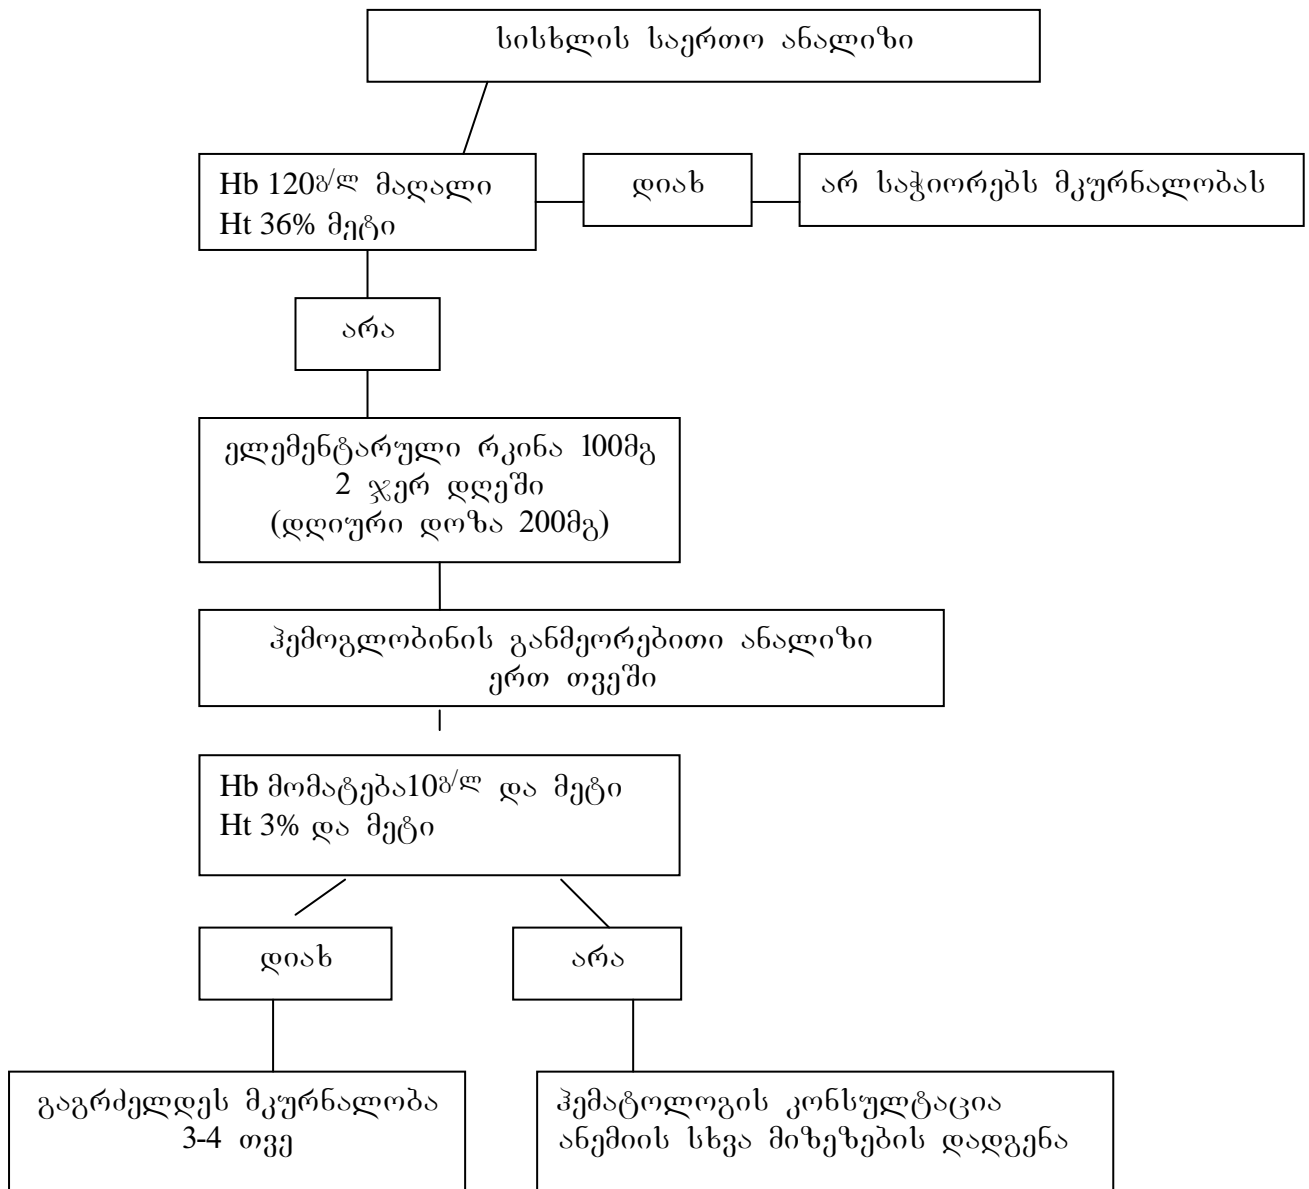 სისხლის საერთო ანალიზი
Hb 120გ/ლ მაღალი
Ht 36% მეტი
დიახ
არ საჭიორებს მკურნალობას
არა
ელემენტარული რკინა 100მგ
2 ჯერ დღეში
(დღიური დოზა 200მგ)
ჰემოგლობინის განმეორებითი ანალიზი
ერთ თვეში
Hb მომატება10გ/ლ და მეტი
Ht 3% და მეტი
დიახ
არა
გაგრძელდეს მკურნალობა
3-4 თვე
ჰემატოლოგის კონსულტაცია
ანემიის სხვა მიზეზების დადგენა